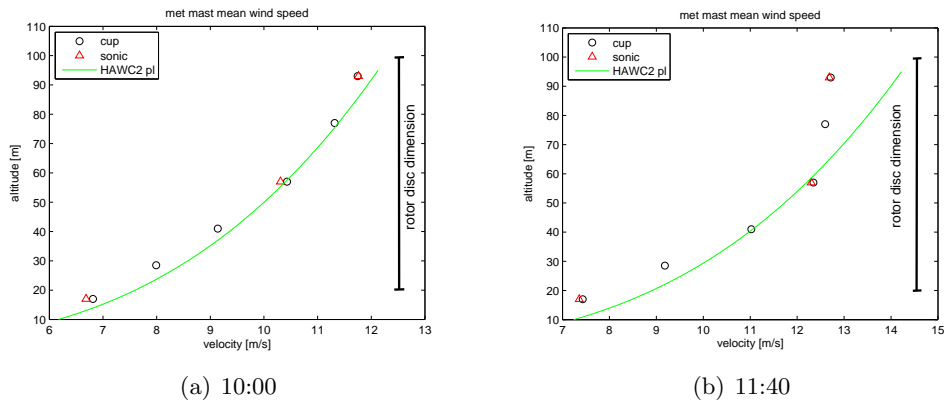 met mast mean wind speed
cup
sonic
HAWC2 pl
altitude [m]
110
100
90
80
70
60
50
40
30
20
10
6 7 8 9 10 11 12 13
velocity [m/s]
rotor disc dimension
(a) 10:00
met mast mean wind speed
cup
sonic
HAWC2 pl
altitude [m]
110
100
90
80
70
60
50
40
30
20
10
7 8 9 10 11 12 13 14 15
velocity [m/s]
rotor disc dimension
(b) 11:40